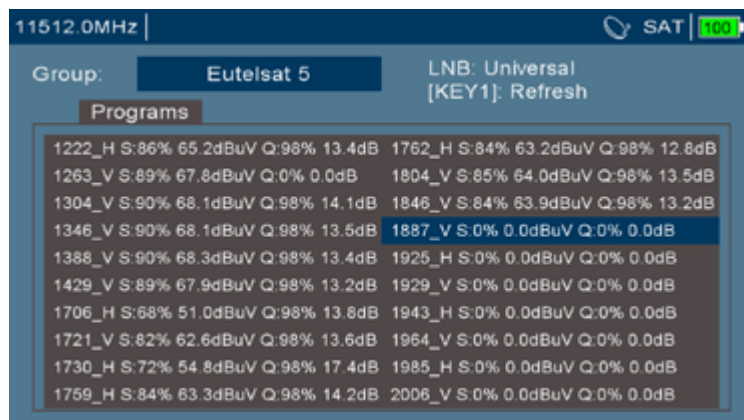 11512.0MHz SAT 100
Group: Eutelsat 5 LNB: Universal
[KEY1]: Refresh
Programs
1222_H S:86% 65.2dBuV Q:98% 13.4dB 1762_H S:84% 63.2dBuV Q:98% 12.8dB
1263_V S:89% 67.8dBuV Q:0% 0.0dB 1804_V S:85% 64.0dBuV Q:98% 13.5dB
1304_V S:90% 68.1dBuV Q:98% 14.1dB 1846_V S:84% 63.9dBuV Q:98% 13.2dB
1346_V S:90% 68.1dBuV Q:98% 13.5dB 1887_V S:0% 0.0dBuV Q:0% 0.0dB
1388_V S:90% 68.3dBuV Q:98% 13.4dB 1925_H S:0% 0.0dBuV Q:0% 0.0dB
1429_V S:89% 67.9dBuV Q:98% 13.2dB 1929_V S:0% 0.0dBuV Q:0% 0.0dB
1706_H S:68% 51.0dBuV Q:98% 13.8dB 1943_H S:0% 0.0dBuV Q:0% 0.0dB
1721_V S:82% 62.6dBuV Q:98% 13.6dB 1964_V S:0% 0.0dBuV Q:0% 0.0dB
1730_H S:72% 54.8dBuV Q:98% 17.4dB 1985_H S:0% 0.0dBuV Q:0% 0.0dB
1759_H S:84% 63.3dBuV Q:98% 14.2dB 2006_V S:0% 0.0dBuV Q:0% 0.0dB